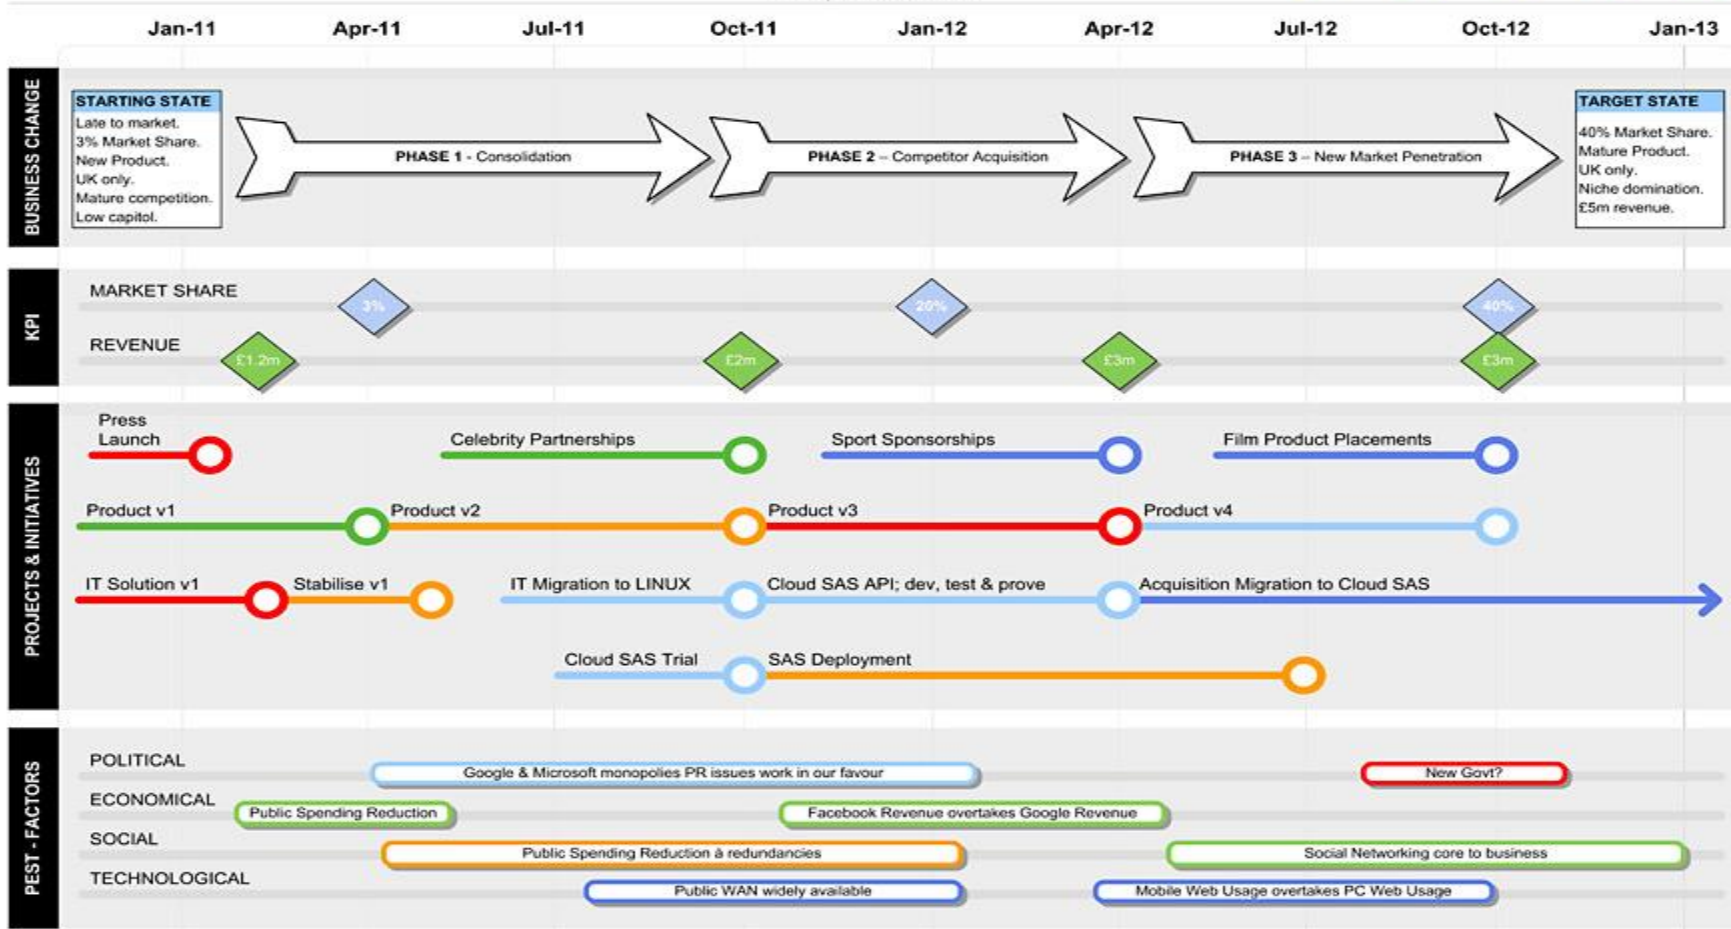 Jan-11 Apr-11 Jul-11 Oct-11 Jan-12 Apr-12 Jul-12 Oct-12 Jan-13
BUSINESS CHANGE
STARTING STATE
Late to market.
3% Market Share.
New Product.
UK only.
Mature competition.
Low capitol.
PHASE 1 - Consolidation
PHASE 2 – Competitor Acquisition
PHASE 3 – New Market Penetration
TARGET STATE
40% Market Share.
Mature Product.
UK only.
Niche domination.
£5m revenue.
KPI
MARKET SHARE
3% 20% 40%
REVENUE
£1.2m £2m £3m £3m
PROJECTS & INITIATIVES
Press
Launch
Celebrity Partnerships
Sport Sponsorships
Film Product Placements
Product v1
Product v2
Product v3
Product v4
IT Solution v1
Stabilise v1
IT Migration to LINUX
Cloud SAS API; dev, test & prove
Acquisition Migration to Cloud SAS
Cloud SAS Trial
SAS Deployment
PEST - FACTORS
POLITICAL
Google & Microsoft monopolies PR issues work in our favour
New Govt?
ECONOMICAL
Public Spending Reduction
Facebook Revenue overtakes Google Revenue
SOCIAL
Public Spending Reduction à redundancies
Social Networking core to business
TECHNOLOGICAL
Public WAN widely available
Mobile Web Usage overtakes PC Web Usage